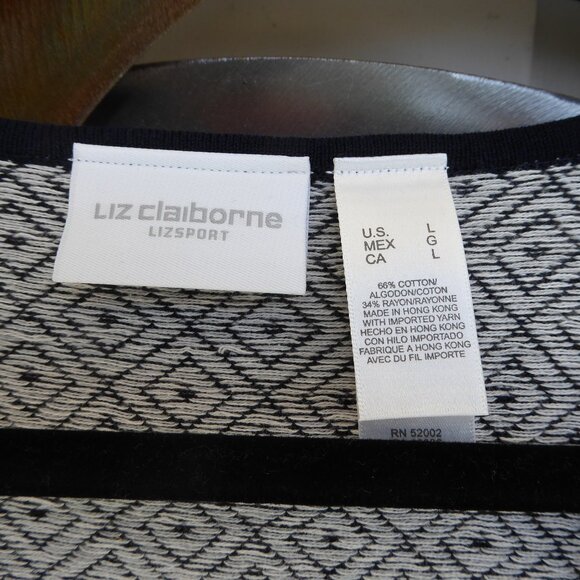 Liz claiborne
LIZSPORT
U.S. L
MEX G
CA L
66% COTTON/
ALGODON/COTON
34% RAYON/RAYONNE
MADE IN HONG KONG
WITH IMPORTED YARN
HECHO EN HONG KONG
CON HILO IMPORTADO
FABRIQUE A HONG KONG
AVEC DU FIL IMPORTE
RN 52002